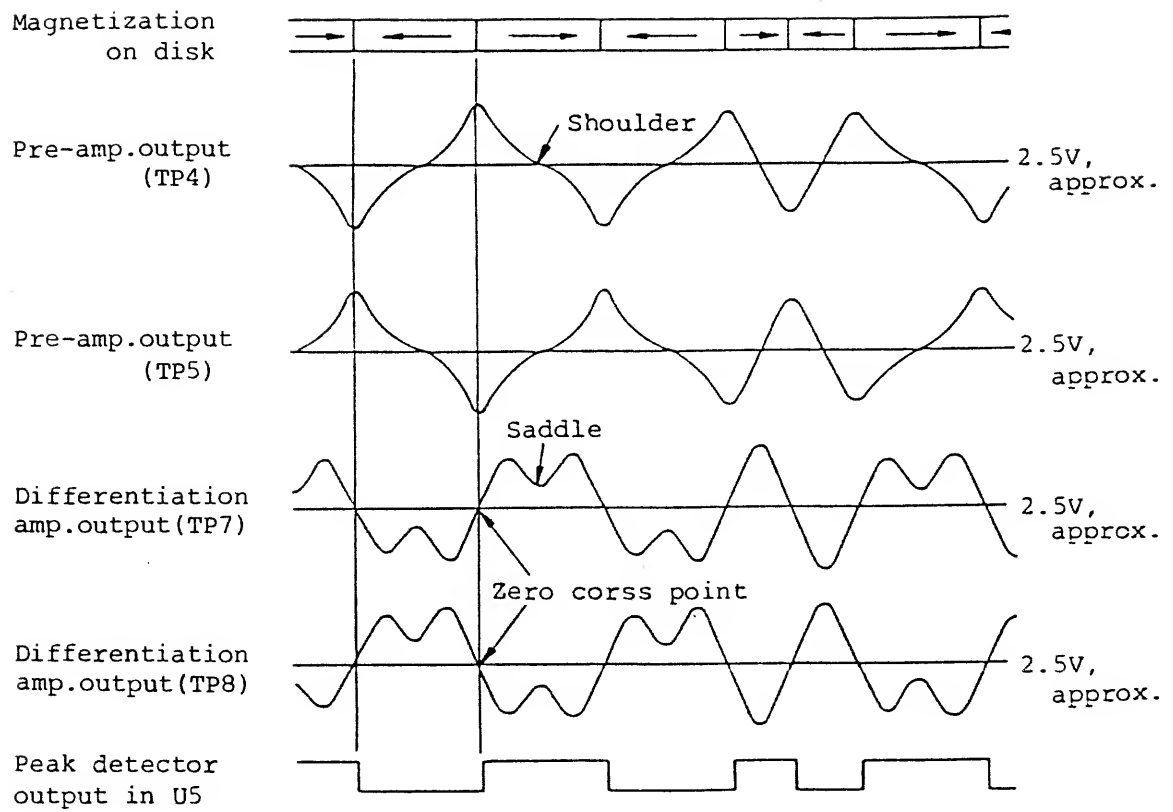 Magnetization
on disk
Pre-amp.output
(TP4)
Shoulder
2.5V,
approx.
Pre-amp.output
(TP5)
2.5V,
approx.
Saddle
Differentiation
amp.output(TP7)
2.5V,
approx.
Zero corss point
Differentiation
amp.output(TP8)
2.5V,
approx.
Peak detector
output in U5